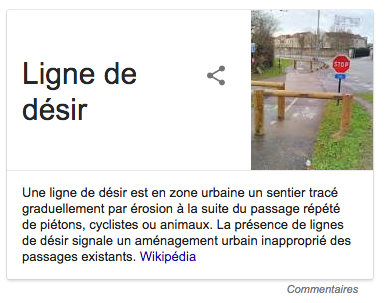 Ligne de
désir
STOP
Une ligne de désir est en zone urbaine un sentier tracé
graduellement par érosion à la suite du passage répété
de piétons, cyclistes ou animaux. La présence de lignes
de désir signale un aménagement urbain inapproprié des
passages existants. Wikipédia
Commentaires